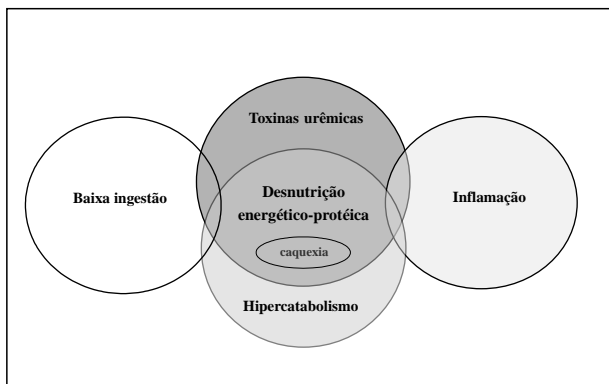 Toxinas urêmicas
Baixa ingestão
Desnutrição
energético-protéica
Inflamação
caquexia
Hipercatabolismo